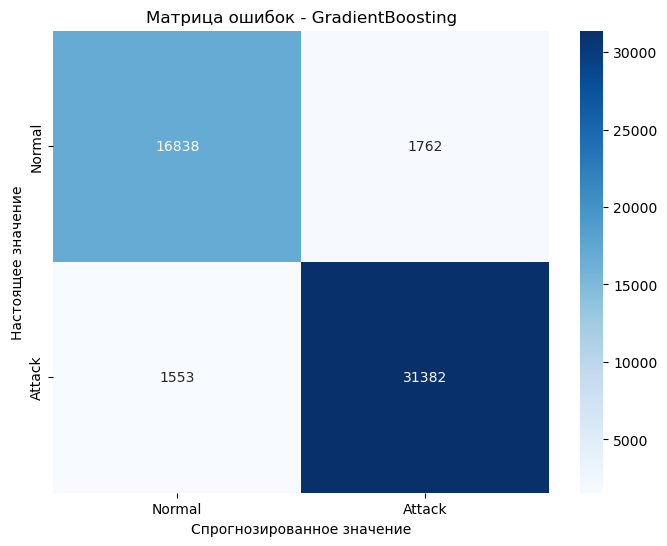 Матрица ошибок - GradientBoosting
Настоящее значение
Normal
16838
1762
Attack
1553
31382
Normal
Attack
Спрогнозированное значение
30000
25000
20000
15000
10000
5000